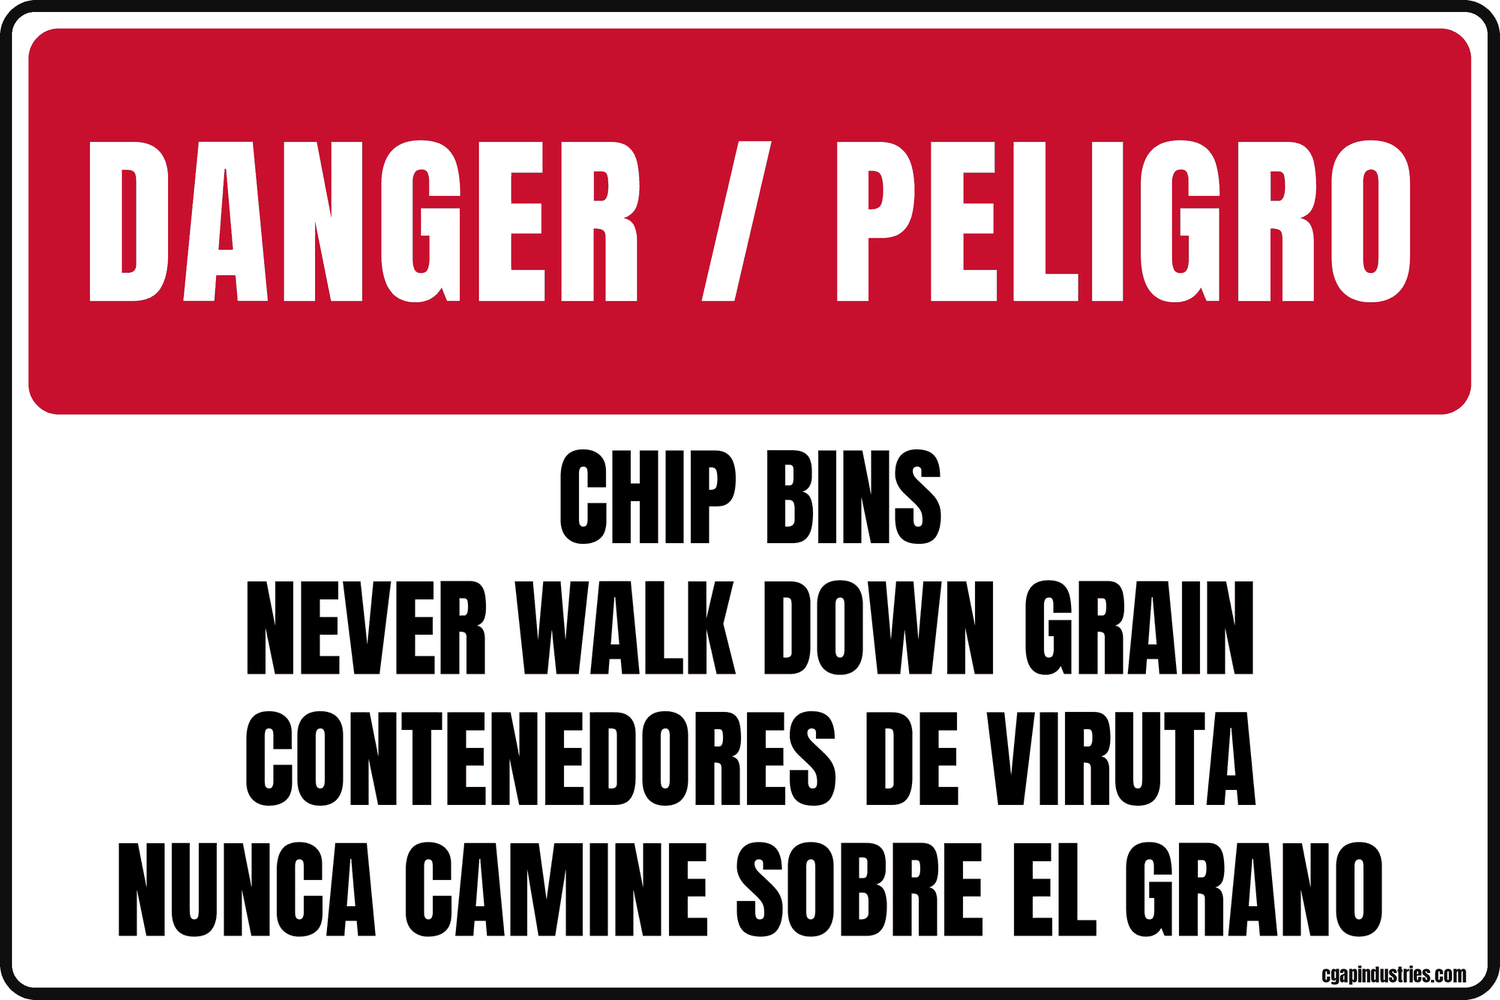 DANGER / PELIGRO
CHIP BINS
NEVER WALK DOWN GRAIN
CONTENEDORES DE VIRUTA
NUNCA CAMINE SOBRE EL GRANO
cgapindustries.com